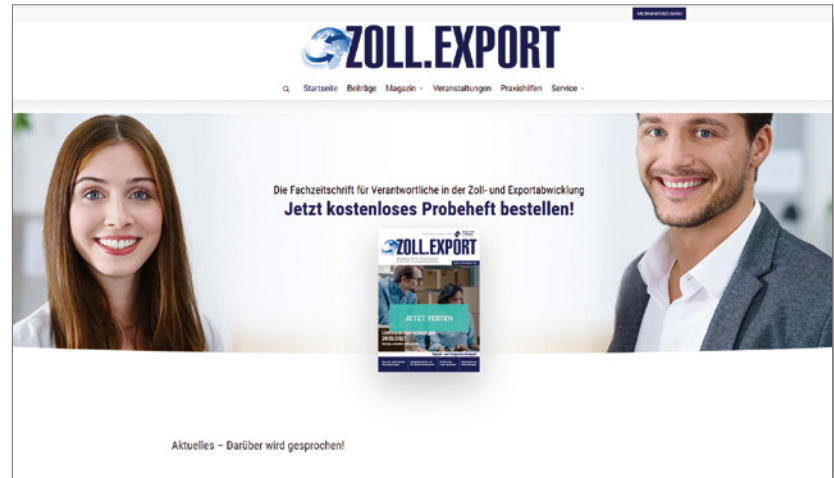 ZOLL.EXPORT
Startseite Beiträge Magazin Veranstaltungen Praxishilfen Service
Die Fachzeitschrift für Verantwortliche in der Zoll- und Exportabwicklung
Jetzt kostenloses Probeheft bestellen!
ZOLL.EXPORT
JETZT TESTEN
Aktuelles – Darüber wird gesprochen!